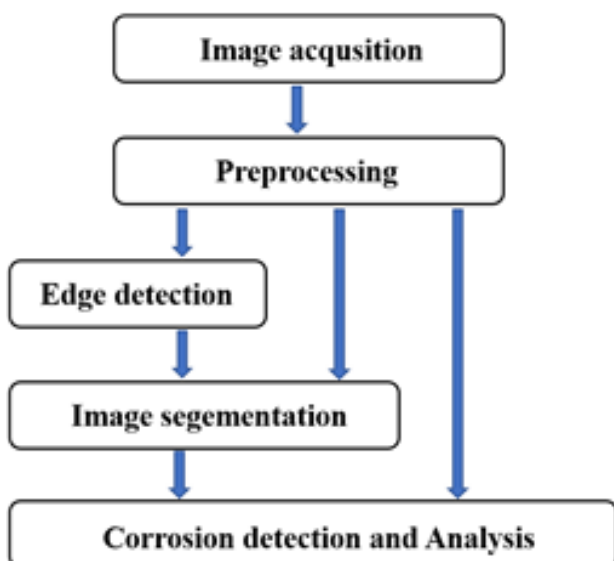 Image acqusition
Preprocessing
Edge detection
Image segementation
Corrosion detection and Analysis